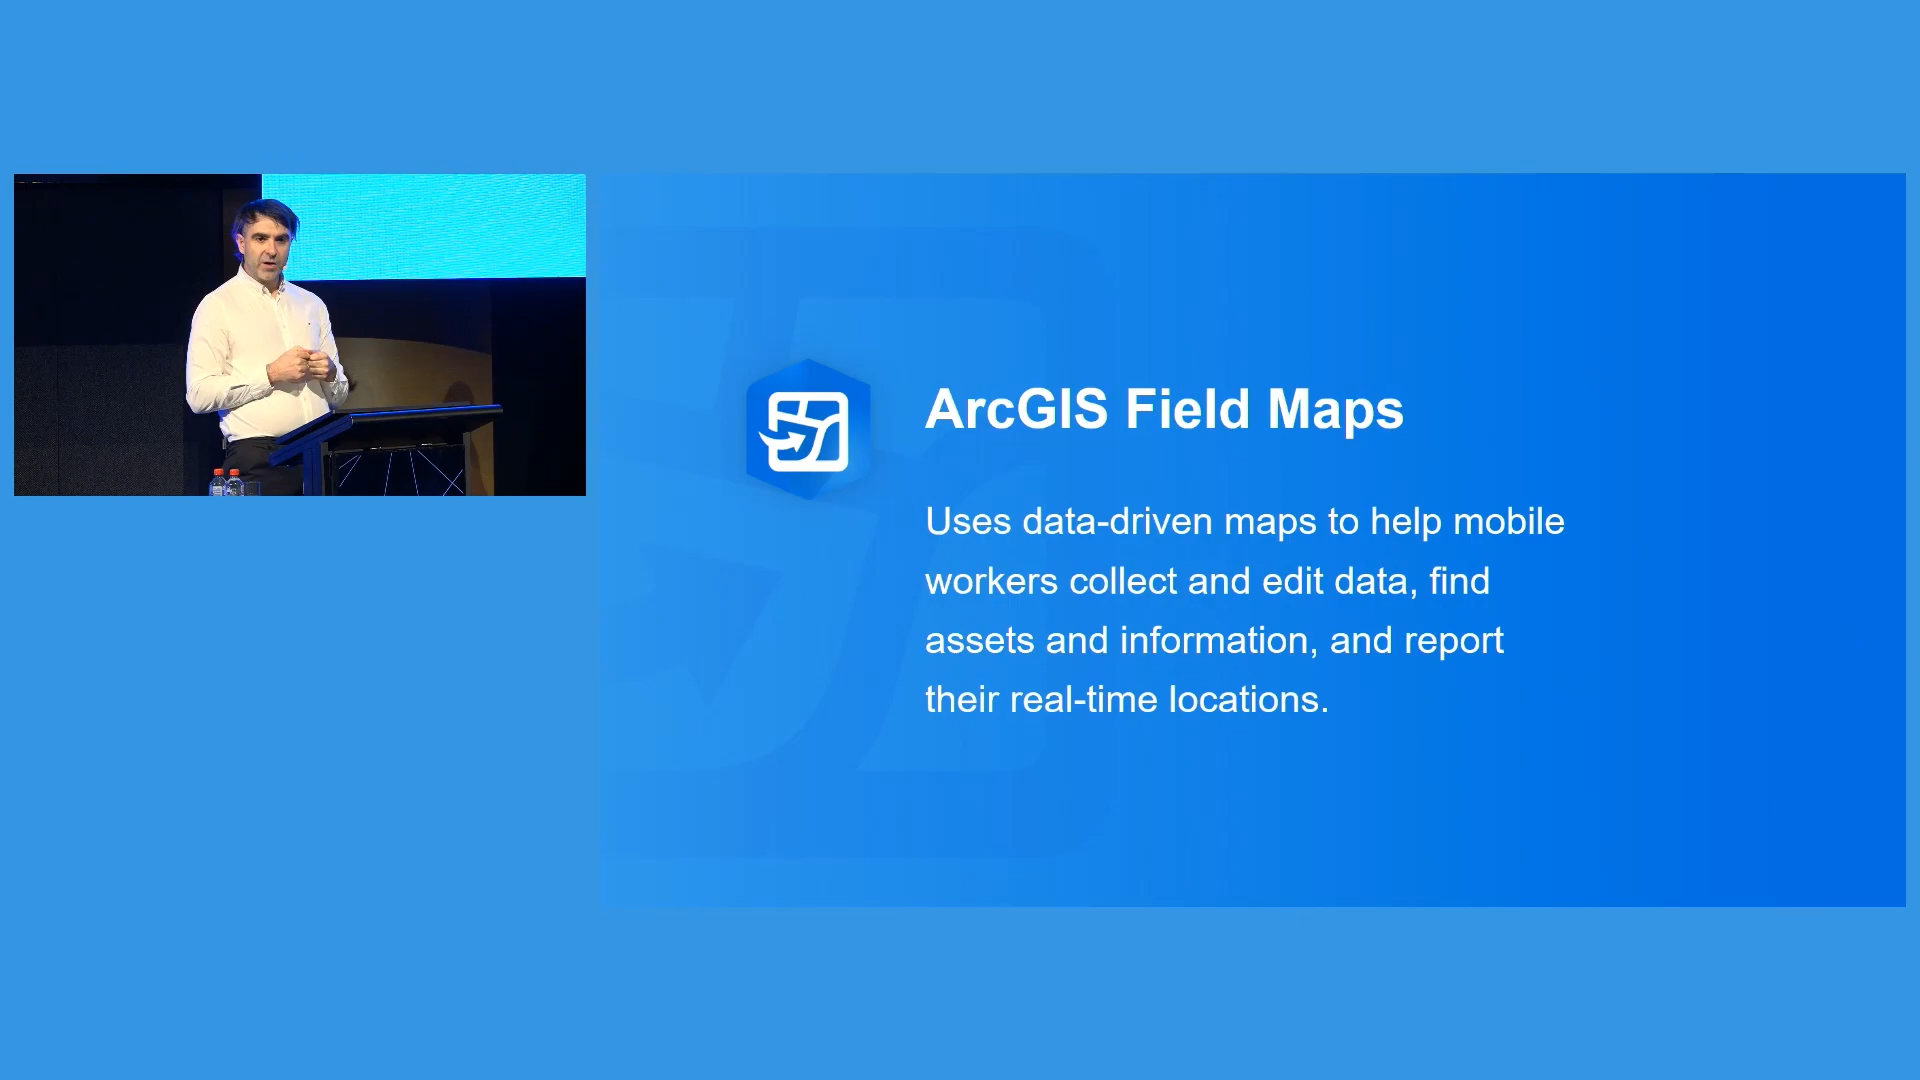 ArcGIS Field Maps
Uses data-driven maps to help mobile
workers collect and edit data, find
assets and information, and report
their real-time locations.